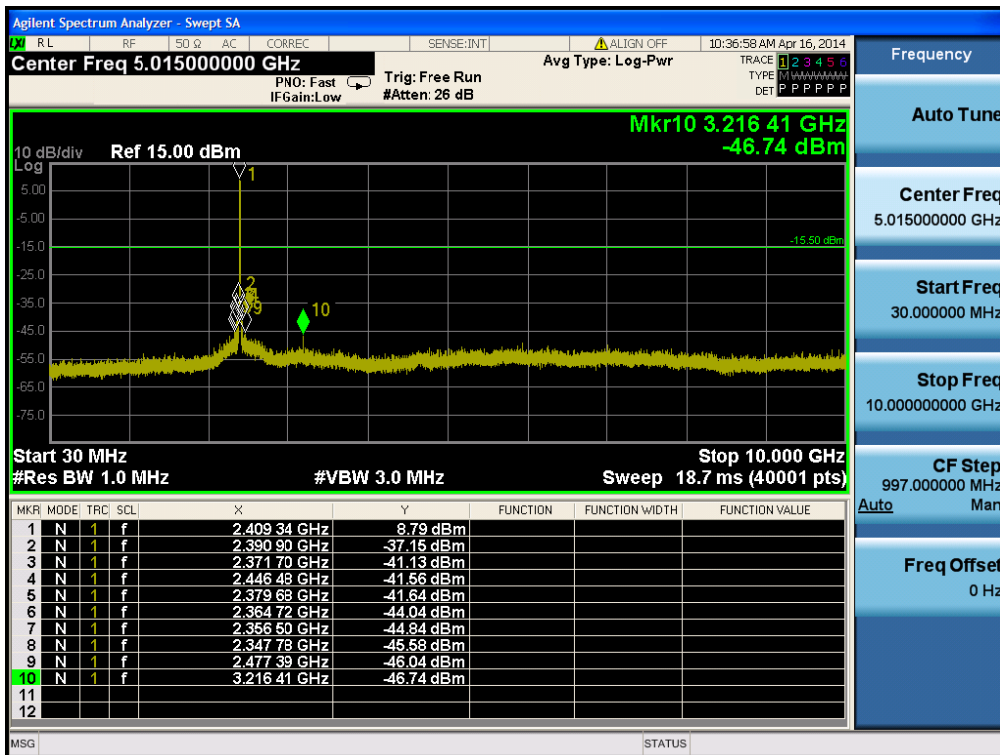 Agilent Spectrum Analyzer - Swept SA
LXI RL RF 50 Ω AC CORREC SENSE:INT ALIGN OFF 10:36:58 AM Apr 16, 2014
Center Freq 5.015000000 GHz
PNO: Fast
IFGain:Low
Trig: Free Run
#Atten: 26 dB
Avg Type: Log-Pwr
TRACE 1 2 3 4 5 6
TYPE M
DET P P P P P P
Mkr10 3.216 41 GHz
-46.74 dBm
10 dB/div Ref 15.00 dBm
Log
1
5.00
-5.00
-15.0
-15.50 dBm
-25.0
2
-35.0
9
10
-45.0
-55.0
-65.0
-75.0
Start 30 MHz Stop 10.000 GHz
#Res BW 1.0 MHz #VBW 3.0 MHz Sweep 18.7 ms (40001 pts)
MKR MODE TRC SCL X Y FUNCTION FUNCTION WIDTH FUNCTION VALUE
1 N 1 f 2.409 34 GHz 8.79 dBm
2 N 1 f 2.390 90 GHz -37.15 dBm
3 N 1 f 2.371 70 GHz -41.13 dBm
4 N 1 f 2.446 48 GHz -41.56 dBm
5 N 1 f 2.379 68 GHz -41.64 dBm
6 N 1 f 2.364 72 GHz -44.04 dBm
7 N 1 f 2.356 50 GHz -44.84 dBm
8 N 1 f 2.347 78 GHz -45.58 dBm
9 N 1 f 2.477 39 GHz -46.04 dBm
10 N 1 f 3.216 41 GHz -46.74 dBm
11
12
MSG STATUS
Frequency
Auto Tune
Center Freq
5.015000000 GHz
Start Freq
30.000000 MHz
Stop Freq
10.000000000 GHz
CF Step
997.000000 MHz
Auto Man
Freq Offset
0 Hz